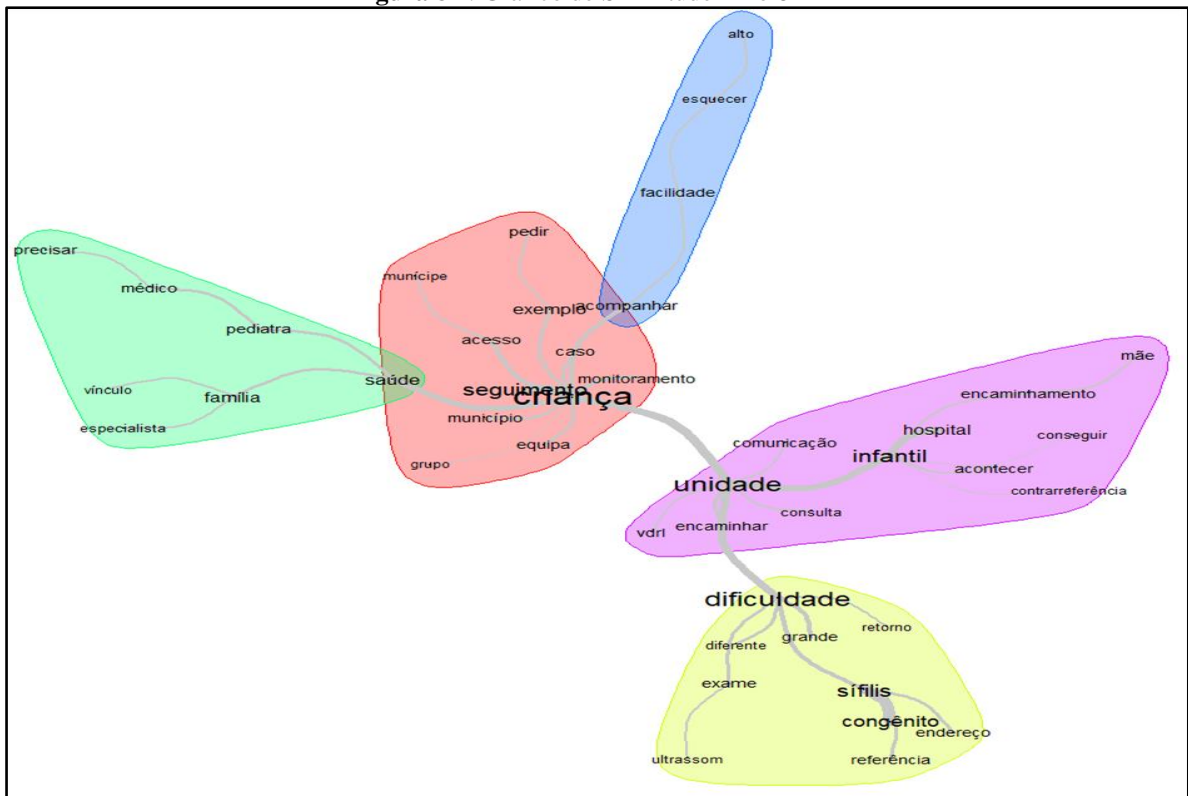 alto
esquecer
facilidade
acompanhar
pedir
munícipe
exemplo
acesso
caso
monitoramento
seguimento
criança
município
equipa
grupo
saúde
precisar
médico
pediatra
vínculo
família
especialista
mãe
encaminhamento
hospital
conseguir
comunicação
infantil
acontecer
contrarreferência
unidade
consulta
encaminhar
vdrl
dificuldade
retorno
grande
diferente
exame
sífilis
congênito
endereço
ultrassom
referência